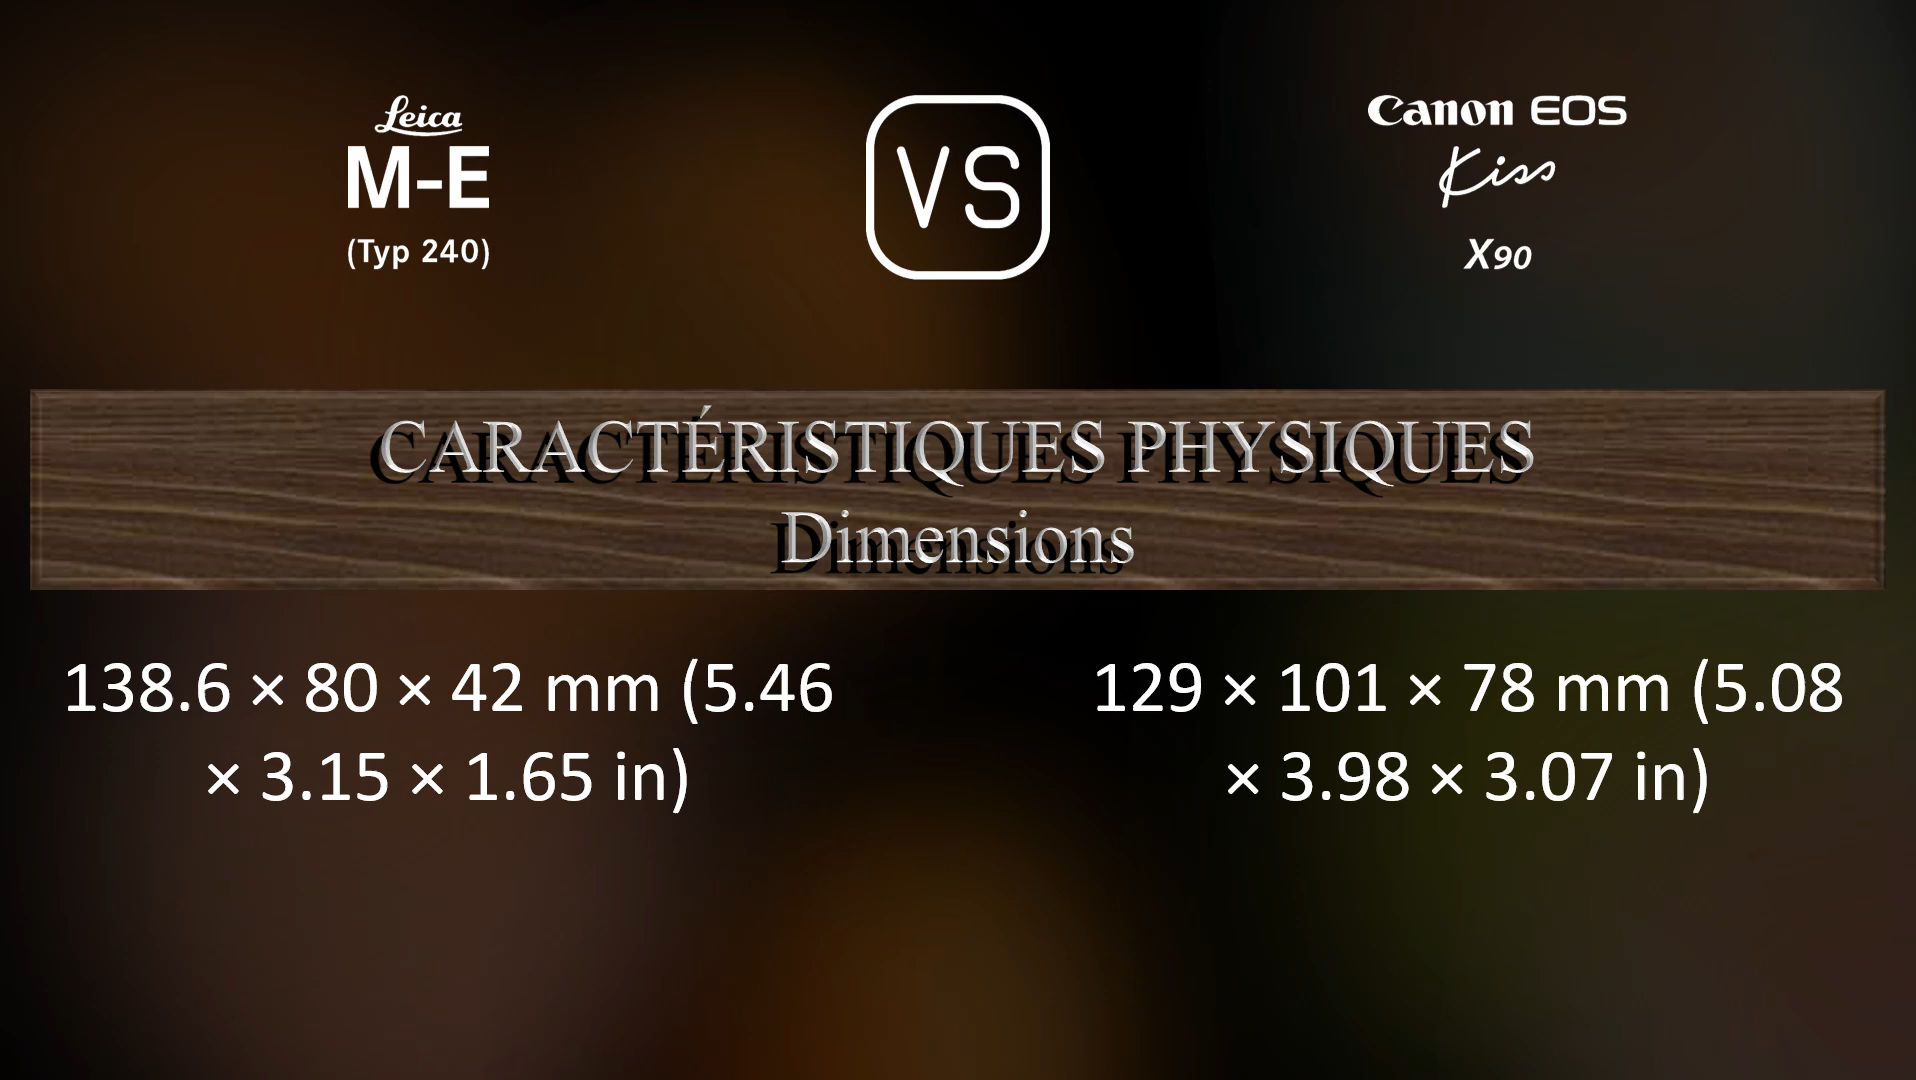 Leica
M-E
(Typ 240)
VS
Canon EOS
Kiss
X90
CARACTÉRISTIQUES PHYSIQUES
Dimensions
138.6 × 80 × 42 mm (5.46
× 3.15 × 1.65 in)
129 × 101 × 78 mm (5.08
× 3.98 × 3.07 in)